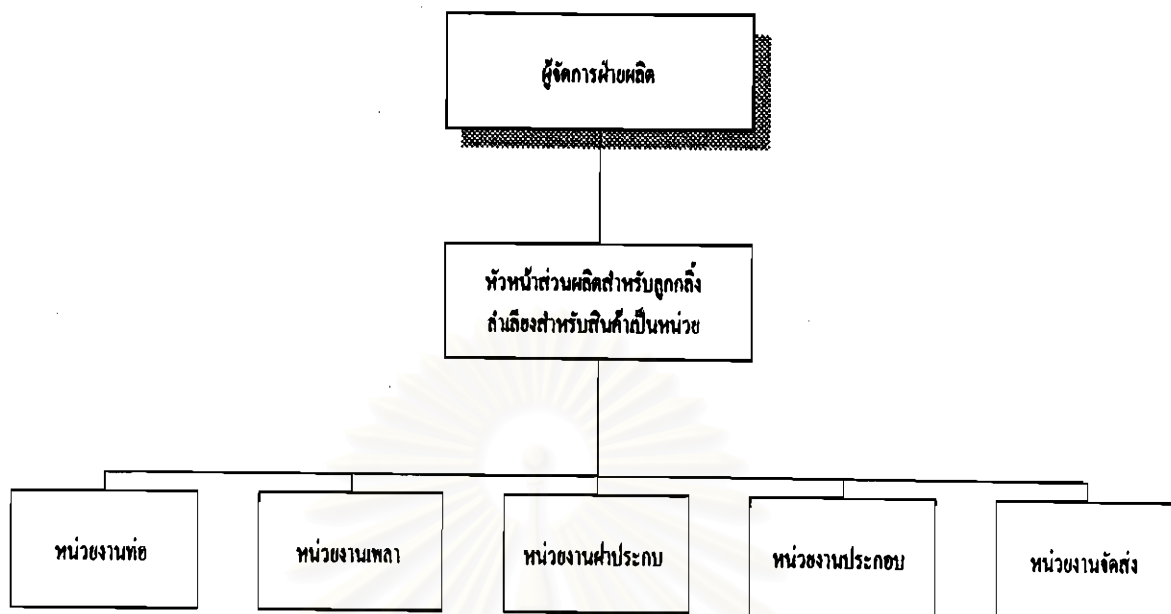 ผู้จัดการฝ่ายผลิต
หัวหน้าส่วนผลิตสำหรับลูกกลิ้ง
ลำเลียงสำหรับสินค้าเป็นหน่วย
หน่วยงานท่อ
หน่วยงานเพลา
หน่วยงานฝาประกบ
หน่วยงานประกอบ
หน่วยงานจัดส่ง